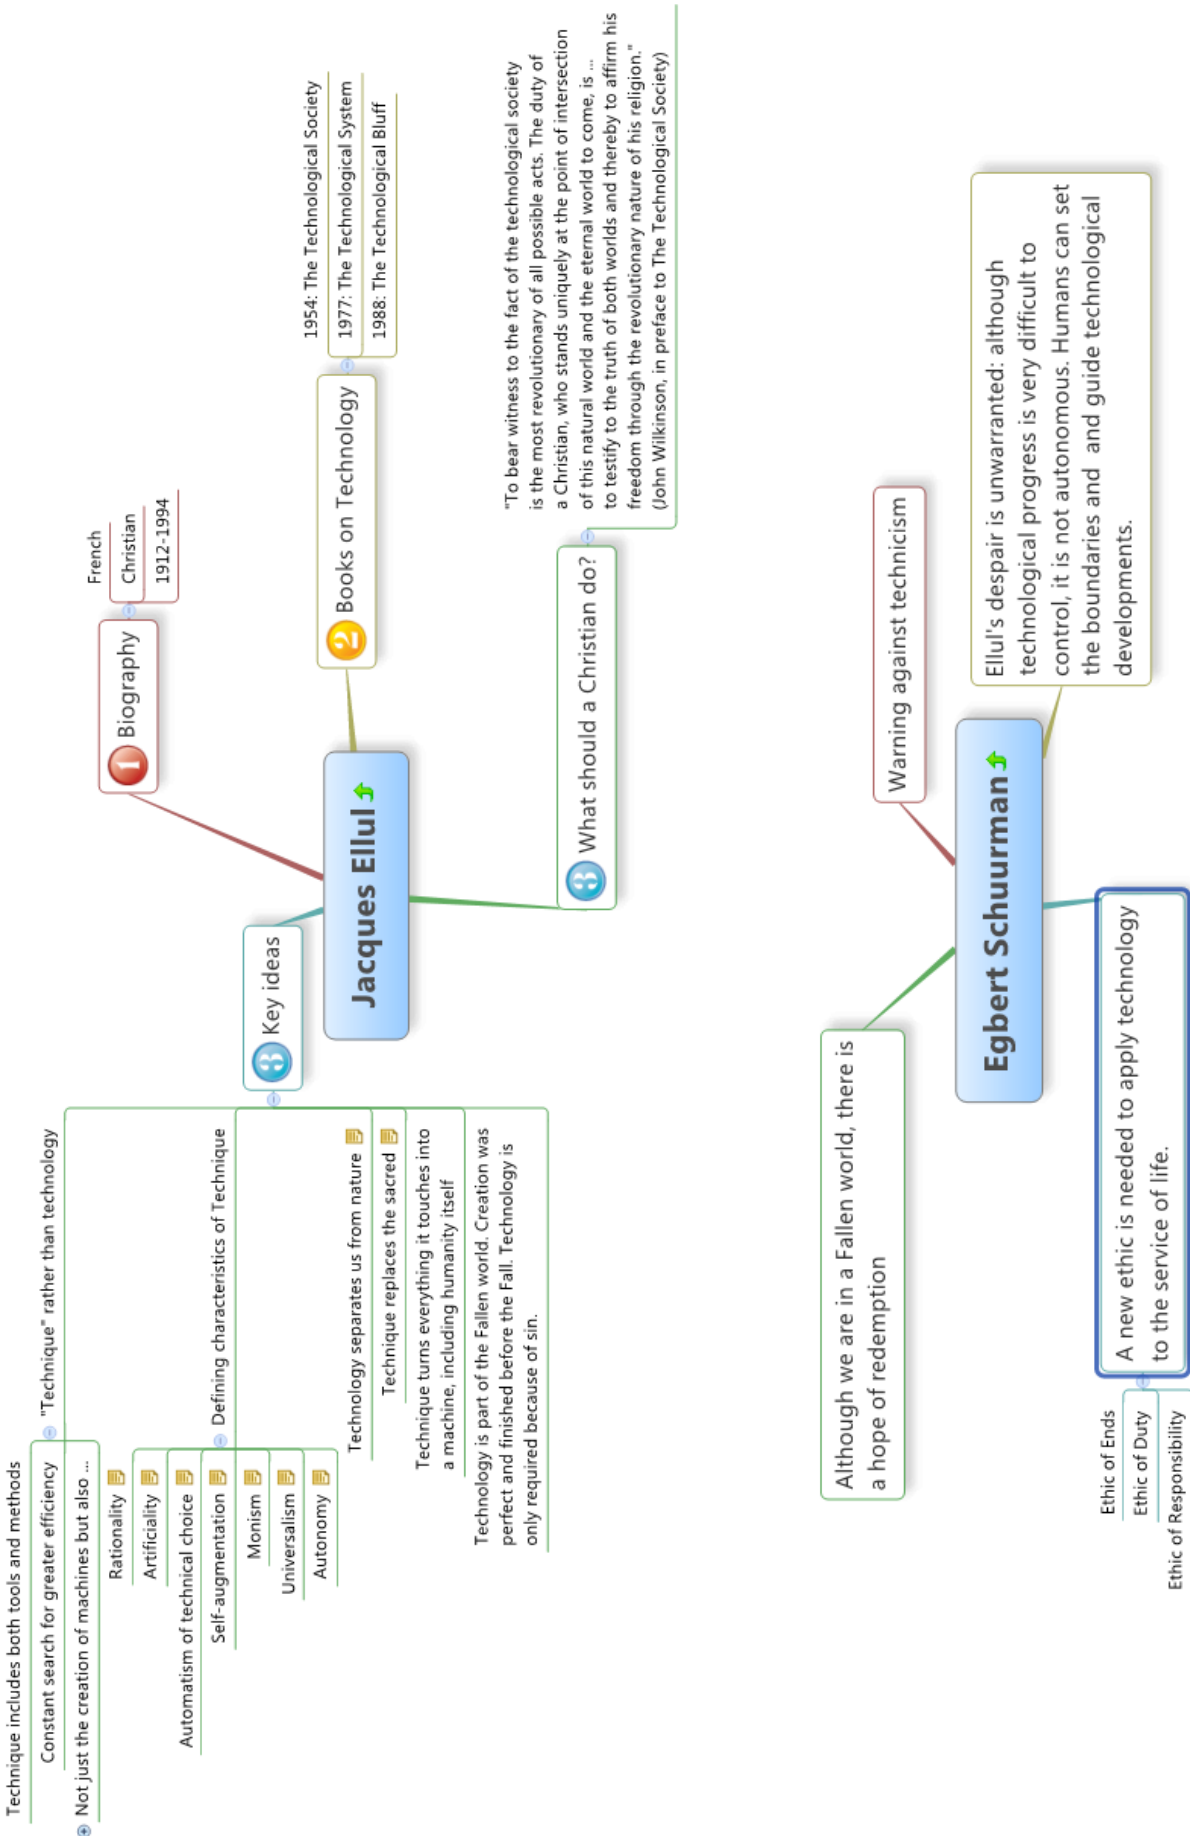 Jacques Ellul
1 Biography
French
Christian
1912-1994
2 Books on Technology
1954: The Technological Society
1977: The Technological System
1988: The Technological Bluff
3 Key ideas
"Technique" rather than technology
Technique includes both tools and methods
Constant search for greater efficiency
Not just the creation of machines but also ...
Defining characteristics of Technique
Rationality
Artificiality
Automatism of technical choice
Self-augmentation
Monism
Universalism
Autonomy
Technology separates us from nature
Technique replaces the sacred
Technique turns everything it touches into
a machine, including humanity itself
Technology is part of the Fallen world. Creation was
perfect and finished before the Fall. Technology is
only required because of sin.
3 What should a Christian do?
"To bear witness to the fact of the technological society
is the most revolutionary of all possible acts. The duty of
a Christian, who stands uniquely at the point of intersection
of this natural world and the eternal world to come, is ...
to testify to the truth of both worlds and thereby to affirm his
freedom through the revolutionary nature of his religion."
(John Wilkinson, in preface to The Technological Society)
Egbert Schuurman
Warning against technicism
Ellul's despair is unwarranted: although
technological progress is very difficult to
control, it is not autonomous. Humans can set
the boundaries and  and guide technological
developments.
Although we are in a Fallen world, there is
a hope of redemption
A new ethic is needed to apply technology
to the service of life.
Ethic of Ends
Ethic of Duty
Ethic of Responsibility